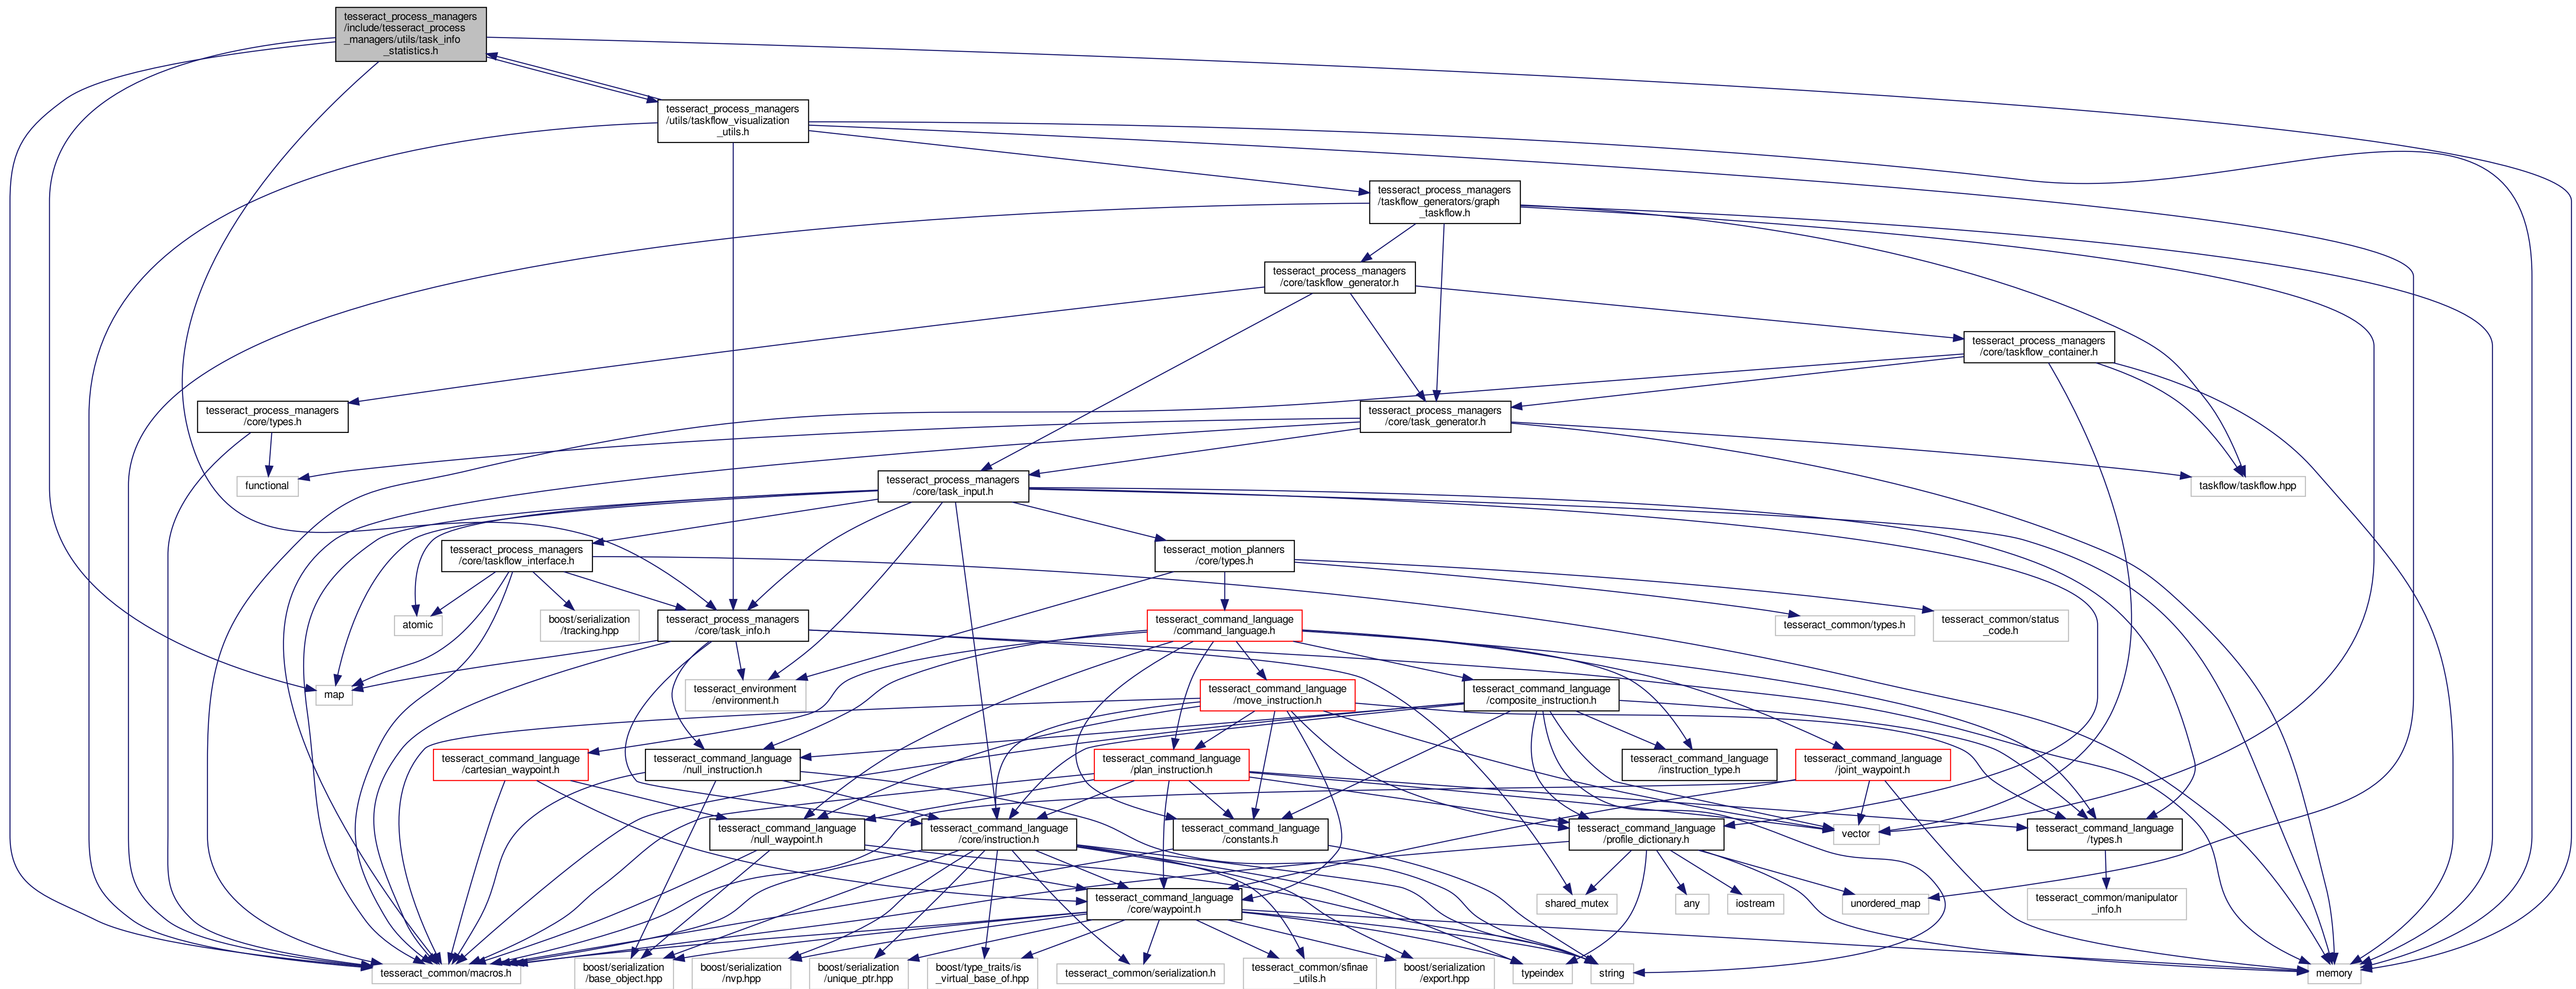 tesseract_process_managers
/include/tesseract_process
_managers/utils/task_info
_statistics.h
tesseract_process_managers
/utils/taskflow_visualization
_utils.h
tesseract_process_managers
/taskflow_generators/graph
_taskflow.h
tesseract_process_managers
/core/taskflow_generator.h
tesseract_process_managers
/core/taskflow_container.h
tesseract_process_managers
/core/types.h
tesseract_process_managers
/core/task_generator.h
functional
tesseract_process_managers
/core/task_input.h
taskflow/taskflow.hpp
tesseract_process_managers
/core/taskflow_interface.h
tesseract_motion_planners
/core/types.h
atomic
boost/serialization
/tracking.hpp
tesseract_process_managers
/core/task_info.h
tesseract_command_language
/command_language.h
tesseract_common/types.h
tesseract_common/status
_code.h
map
tesseract_environment
/environment.h
tesseract_command_language
/move_instruction.h
tesseract_command_language
/composite_instruction.h
tesseract_command_language
/cartesian_waypoint.h
tesseract_command_language
/null_instruction.h
tesseract_command_language
/plan_instruction.h
tesseract_command_language
/instruction_type.h
tesseract_command_language
/joint_waypoint.h
tesseract_command_language
/null_waypoint.h
tesseract_command_language
/core/instruction.h
tesseract_command_language
/constants.h
tesseract_command_language
/profile_dictionary.h
vector
tesseract_command_language
/types.h
tesseract_command_language
/core/waypoint.h
shared_mutex
any
iostream
unordered_map
tesseract_common/manipulator
_info.h
tesseract_common/macros.h
boost/serialization
/base_object.hpp
boost/serialization
/nvp.hpp
boost/serialization
/unique_ptr.hpp
boost/type_traits/is
_virtual_base_of.hpp
tesseract_common/serialization.h
tesseract_common/sfinae
_utils.h
boost/serialization
/export.hpp
typeindex
string
memory